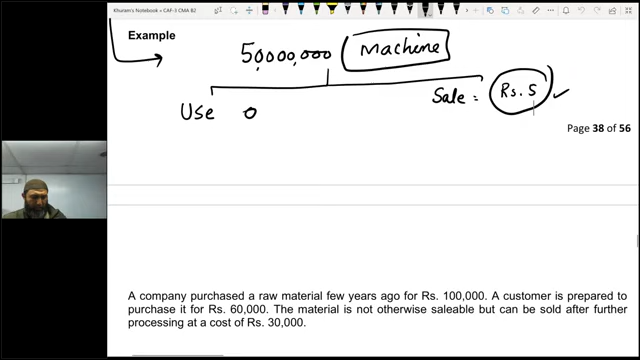 Khuram's Notebook » CAF-3 CMA B2
Example
50,000,000 Machine
Use 0
Sale = Rs. 5
Page 38 of 56
A company purchased a raw material few years ago for Rs. 100,000. A customer is prepared to
purchase it for Rs. 60,000. The material is not otherwise saleable but can be sold after further
processing at a cost of Rs. 30,000.